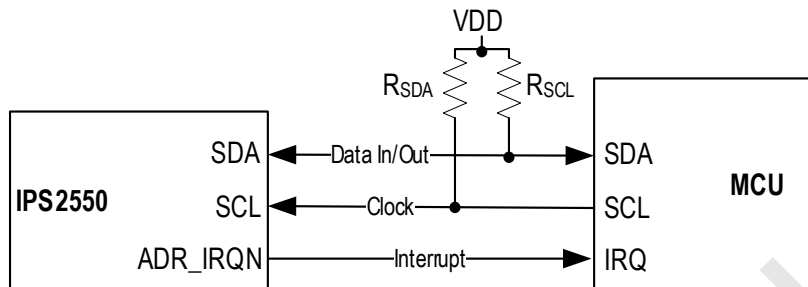 VDD
RSDA RSCL
SDA Data In/Out SDA
IPS2550 MCU
SCL Clock SCL
ADR_IRQN Interrupt IRQ